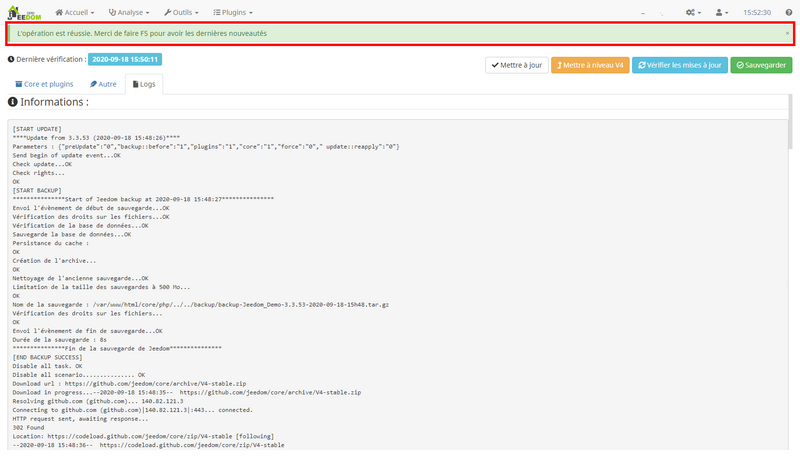 JEEDOM Accueil Analyse Outils Plugins 15:52:30
L'opération est réussie. Merci de faire F5 pour avoir les dernières nouveautés ×
Dernière vérification : 2020-09-18 15:50:11 Mettre à jour Mettre à niveau V4 Vérifier les mises à jour Sauvegarder
Core et plugins Autre Logs
Informations :
[START UPDATE]
****Update from 3.3.53 (2020-09-18 15:48:26)****
Parameters : {"preUpdate":"0","backup::before":"1","plugins":"1","core":"1","force":"0"," update::reapply":"0"}
Send begin of update event...OK
Check update...OK
Check rights...
OK
[START BACKUP]
***************Start of Jeedom backup at 2020-09-18 15:48:27***************
Envoi l'évènement de début de sauvegarde...OK
Vérification des droits sur les fichiers...OK
Vérification de la base de données...OK
Sauvegarde la base de données...OK
Persistance du cache :
OK
Création de l'archive...
OK
Nettoyage de l'ancienne sauvegarde...OK
Limitation de la taille des sauvegardes à 500 Mo...
OK
Nom de la sauvegarde : /var/www/html/core/php/../../backup/backup-Jeedom_Demo-3.3.53-2020-09-18-15h48.tar.gz
Vérification des droits sur les fichiers...
OK
Envoi l'évènement de fin de sauvegarde...OK
Durée de la sauvegarde : 8s
***************Fin de la sauvegarde de Jeedom***************
[END BACKUP SUCCESS]
Disable all task. OK
Disable all scenario............... OK
Download url : https://github.com/jeedom/core/archive/V4-stable.zip
Download in progress...--2020-09-18 15:48:35-- https://github.com/jeedom/core/archive/V4-stable.zip
Resolving github.com (github.com)... 140.82.121.3
Connecting to github.com (github.com)|140.82.121.3|:443... connected.
HTTP request sent, awaiting response...
302 Found
Location: https://codeload.github.com/jeedom/core/zip/V4-stable [following]
--2020-09-18 15:48:36-- https://codeload.github.com/jeedom/core/zip/V4-stable